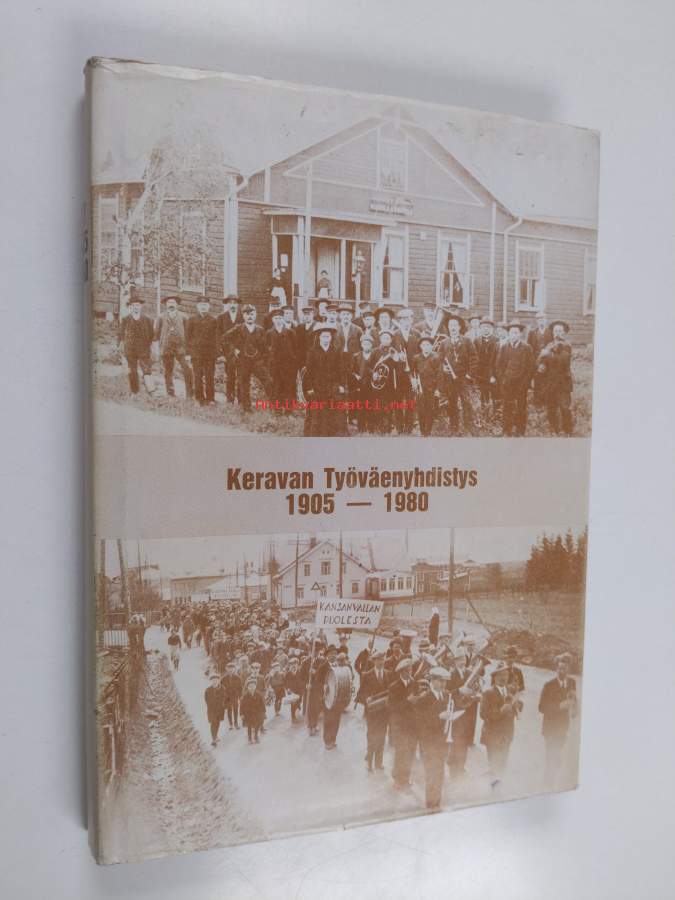 antikvariaatti.net
Keravan Työväenyhdistys
1905 — 1980
KANSANVALLAN
PUOLESTA